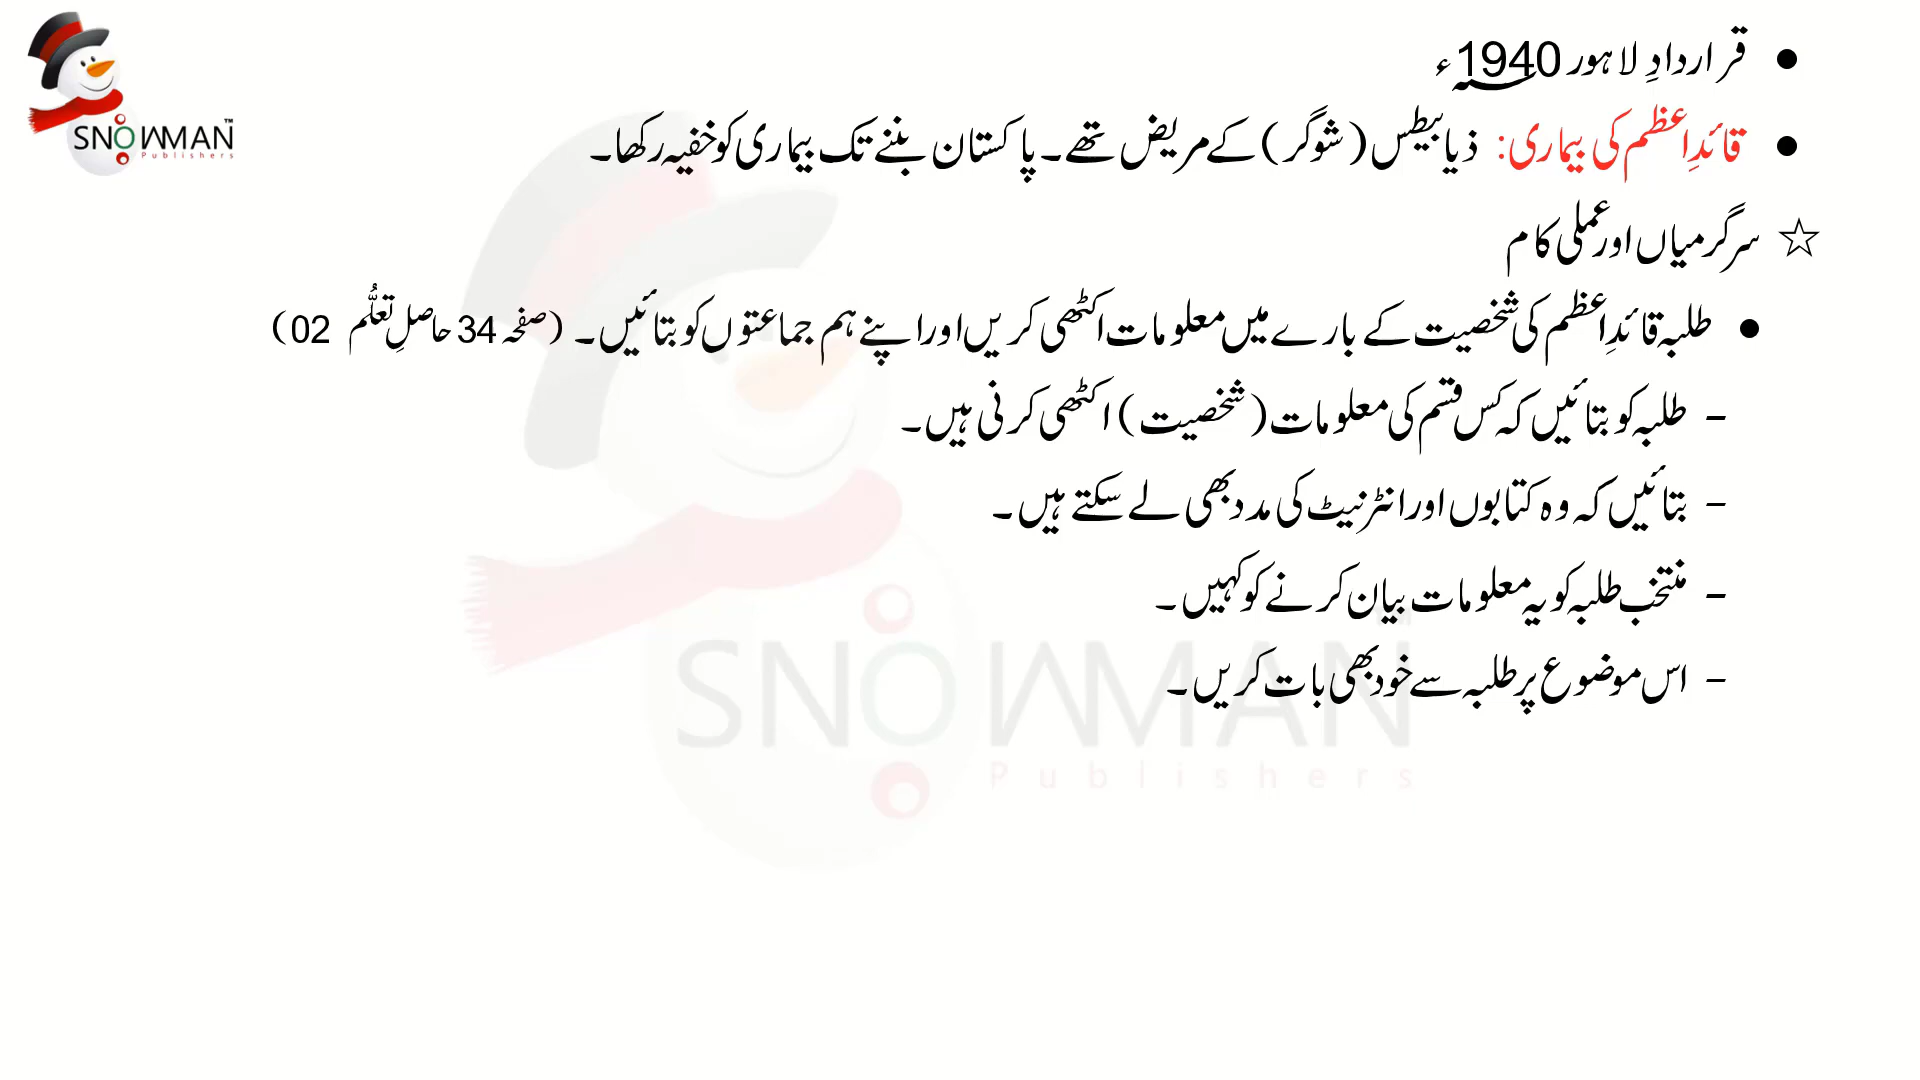 SNOWMAN™
Publishers
• قراردادِ لاہور 1940ء
• قائدِاعظم کی بیماری: ذیابیطس (شوگر) کے مریض تھے۔ پاکستان بننے تک بیماری کو خفیہ رکھا۔
☆ سرگرمیاں اور عملی کام
• طلبہ قائدِاعظم کی شخصیت کے بارے میں معلومات اکٹھی کریں اور اپنے ہم جماعتوں کو بتائیں۔ (صفحہ 34 حاصلِ تعلُّم 02)
- طلبہ کو بتائیں کہ کس قسم کی معلومات (شخصیت) اکٹھی کرنی ہیں۔
- بتائیں کہ وہ کتابوں اور انٹرنیٹ کی مدد بھی لے سکتے ہیں۔
- منتخب طلبہ کو یہ معلومات بیان کرنے کو کہیں۔
- اس موضوع پر طلبہ سے خود بھی بات کریں۔
SNOWMAN
Publishers